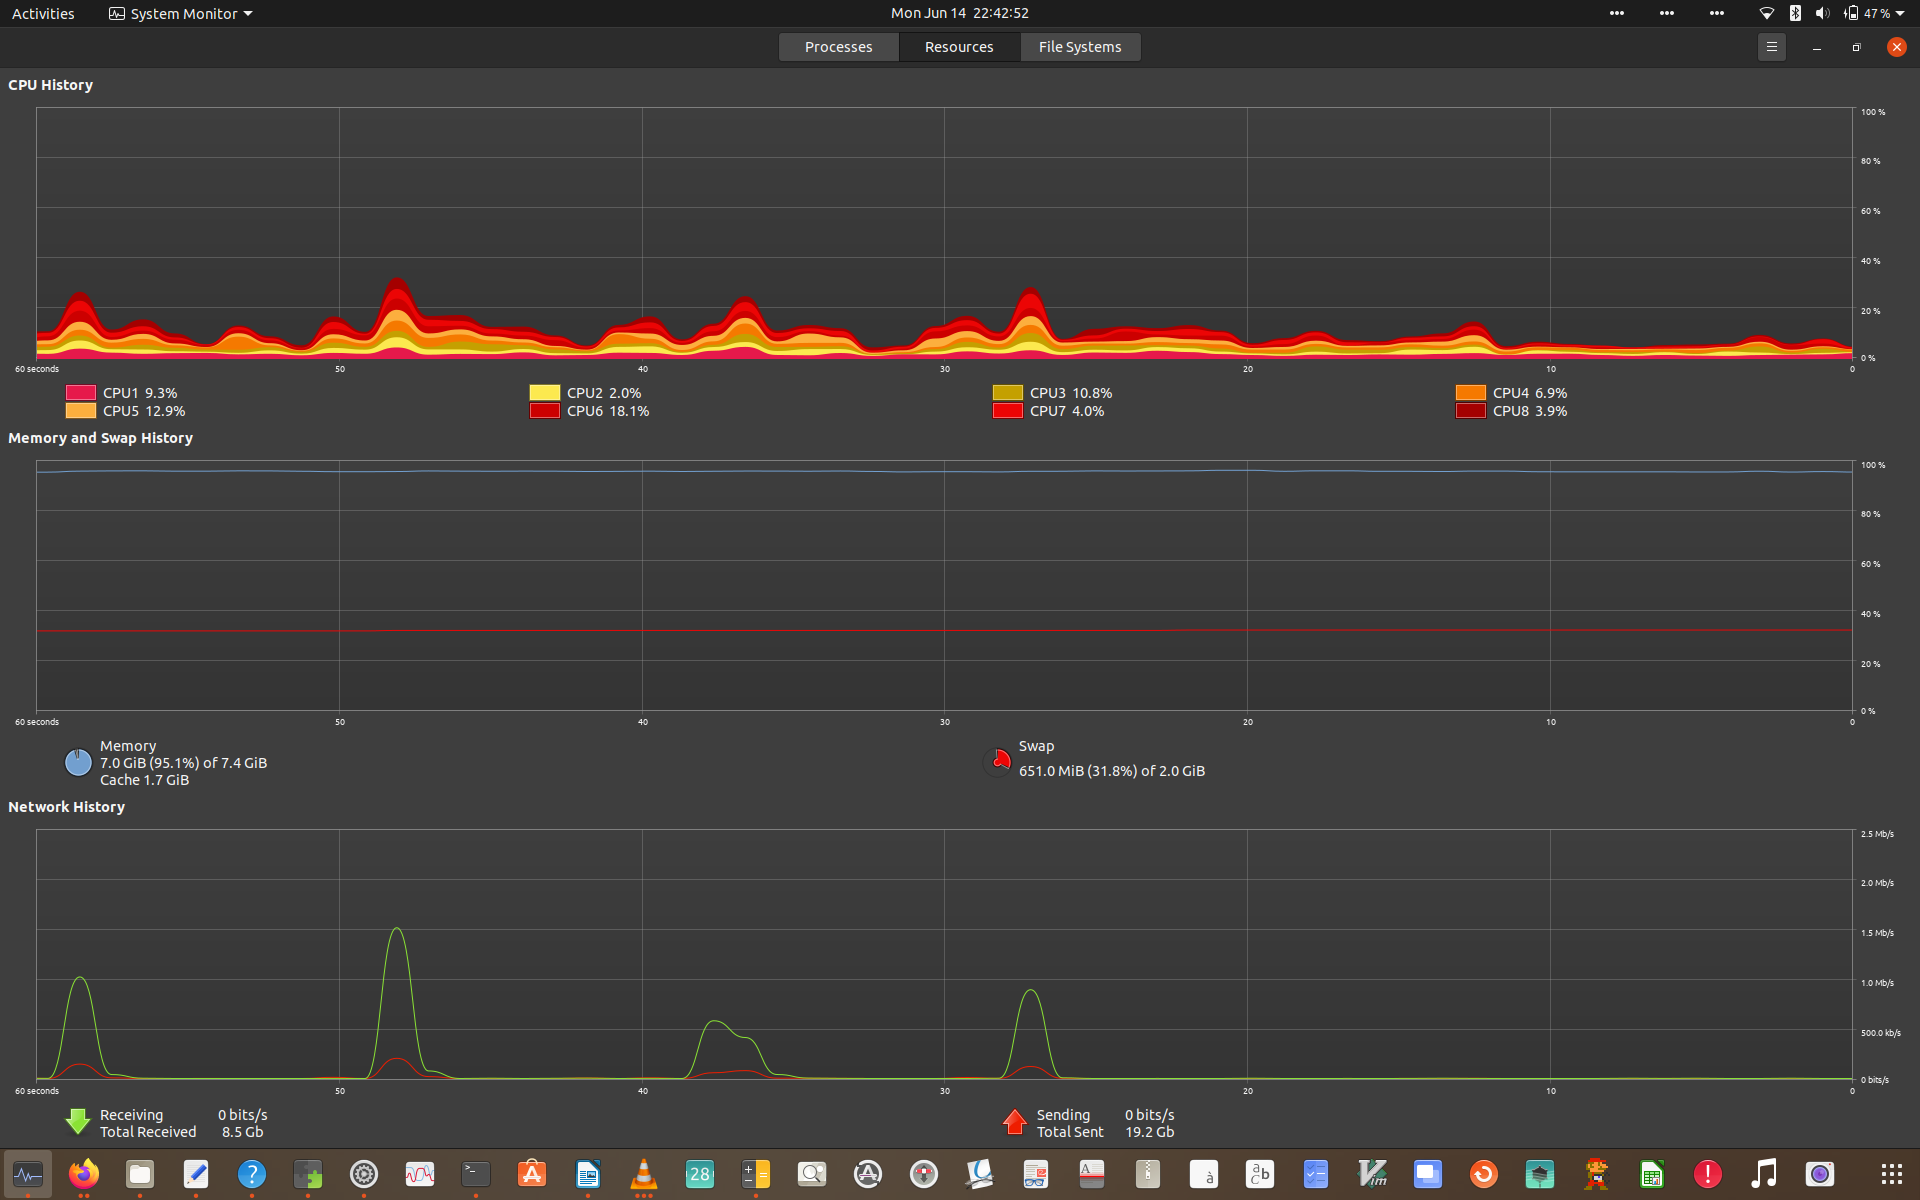 Activities System Monitor Mon Jun 14 22:42:52 47 %
Processes Resources File Systems
CPU History
100 %
80 %
60 %
40 %
20 %
0 %
60 seconds 50 40 30 20 10 0
CPU1 9.3% CPU2 2.0% CPU3 10.8% CPU4 6.9%
CPU5 12.9% CPU6 18.1% CPU7 4.0% CPU8 3.9%
Memory and Swap History
100 %
80 %
60 %
40 %
20 %
0 %
60 seconds 50 40 30 20 10 0
Memory
7.0 GiB (95.1%) of 7.4 GiB
Cache 1.7 GiB
Swap
651.0 MiB (31.8%) of 2.0 GiB
Network History
2.5 Mb/s
2.0 Mb/s
1.5 Mb/s
1.0 Mb/s
500.0 kb/s
0 bits/s
60 seconds 50 40 30 20 10 0
Receiving 0 bits/s
Total Received 8.5 Gb
Sending 0 bits/s
Total Sent 19.2 Gb
28